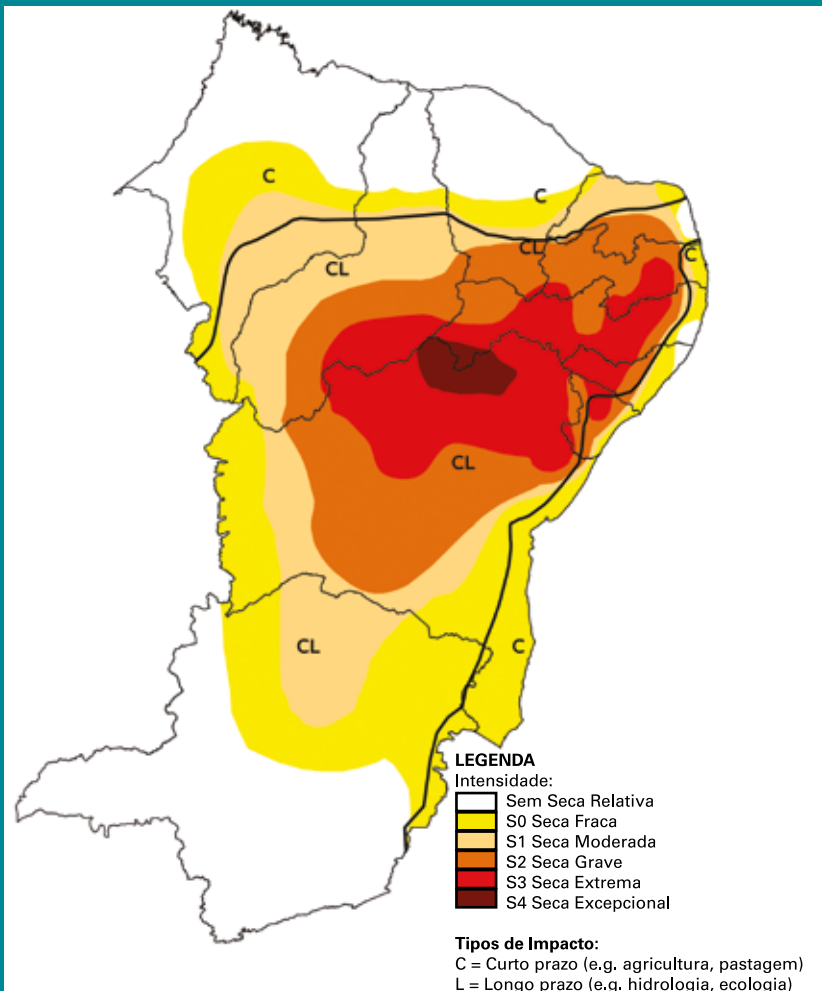 C
C
CL
C
CL
CL
CL
C
LEGENDA
Intensidade:
Sem Seca Relativa
S0 Seca Fraca
S1 Seca Moderada
S2 Seca Grave
S3 Seca Extrema
S4 Seca Excepcional
Tipos de Impacto:
C = Curto prazo (e.g. agricultura, pastagem)
L = Longo prazo (e.g. hidrologia, ecologia)